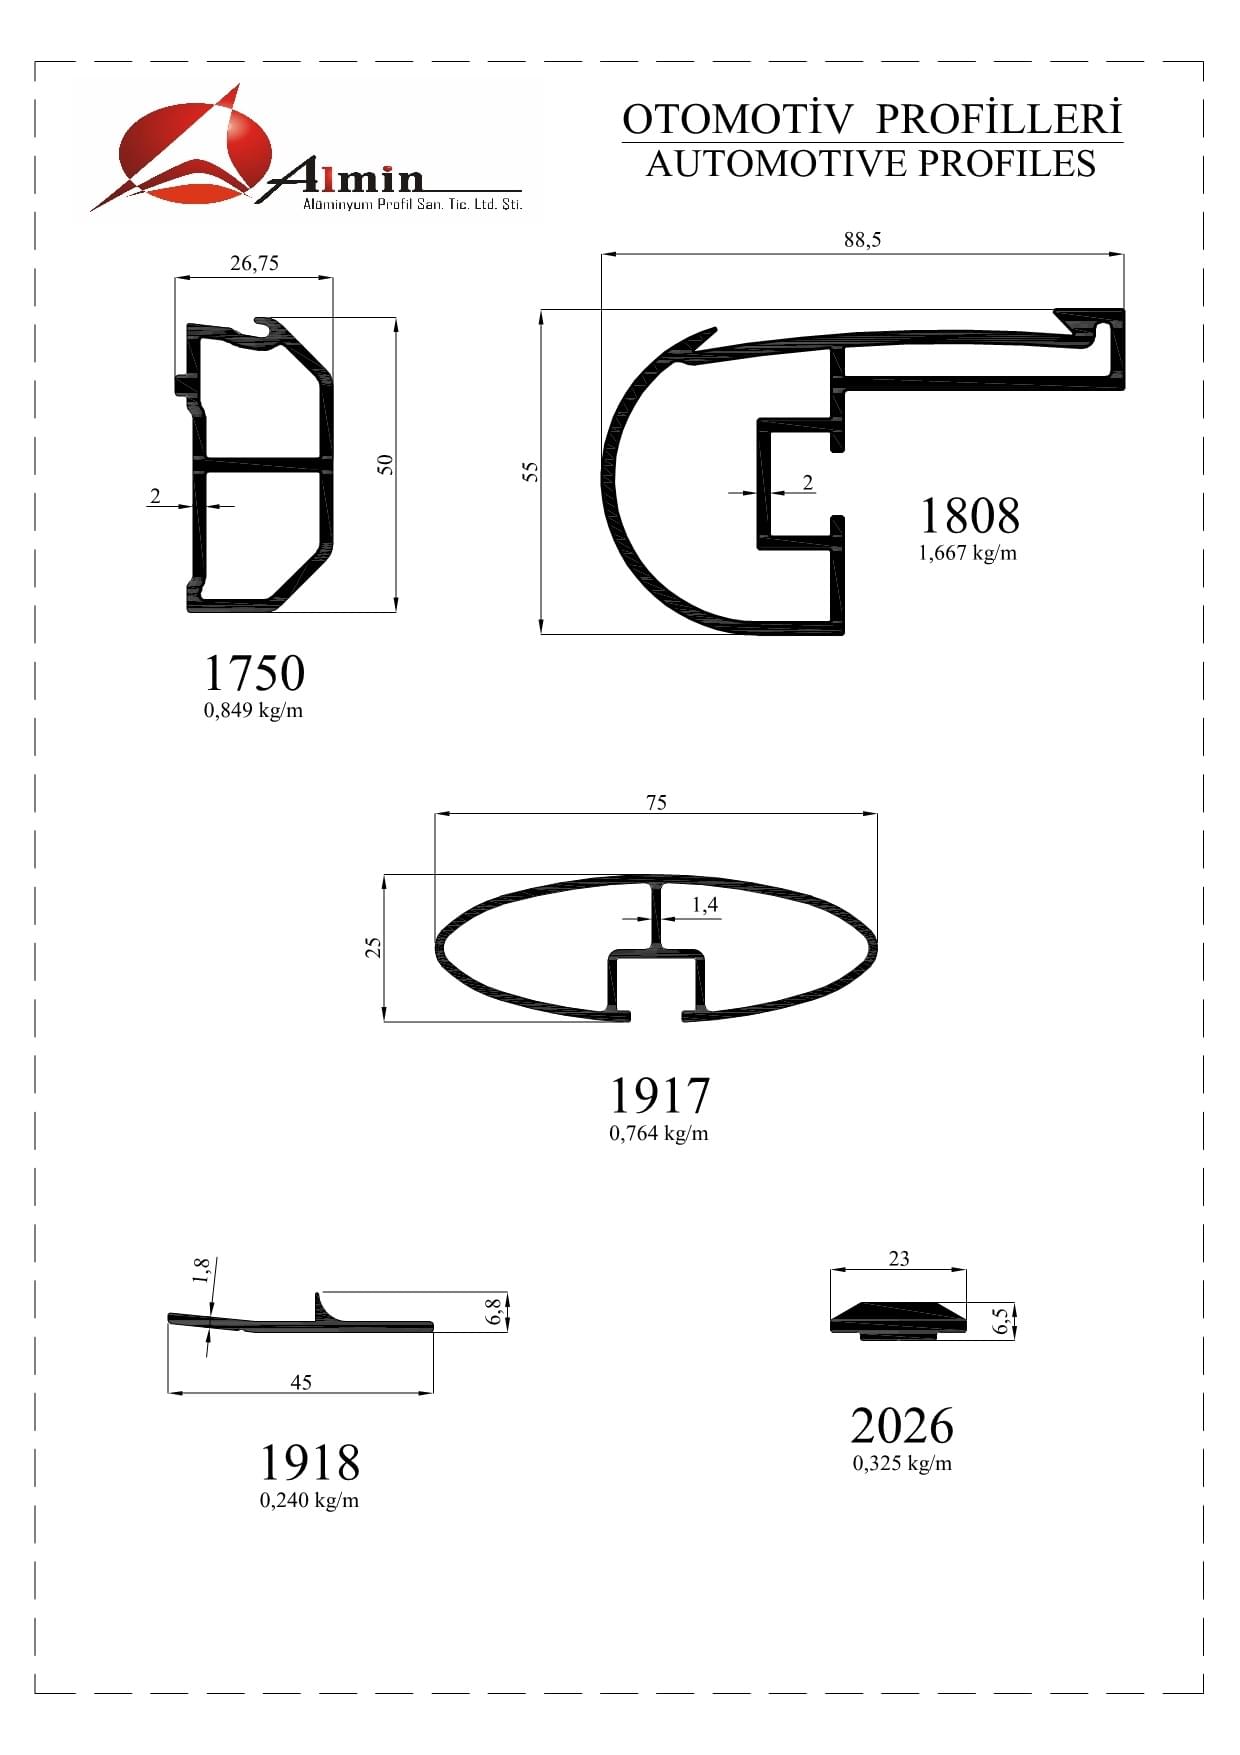 Almin
Alüminyum Profil San. Tic. Ltd. Şti.
OTOMOTİV PROFİLLERİ
AUTOMOTIVE PROFILES
26,75
50
2
1750
0,849 kg/m
88,5
55
2
1808
1,667 kg/m
75
25
1,4
1917
0,764 kg/m
1,8
6,8
45
1918
0,240 kg/m
23
6,5
2026
0,325 kg/m